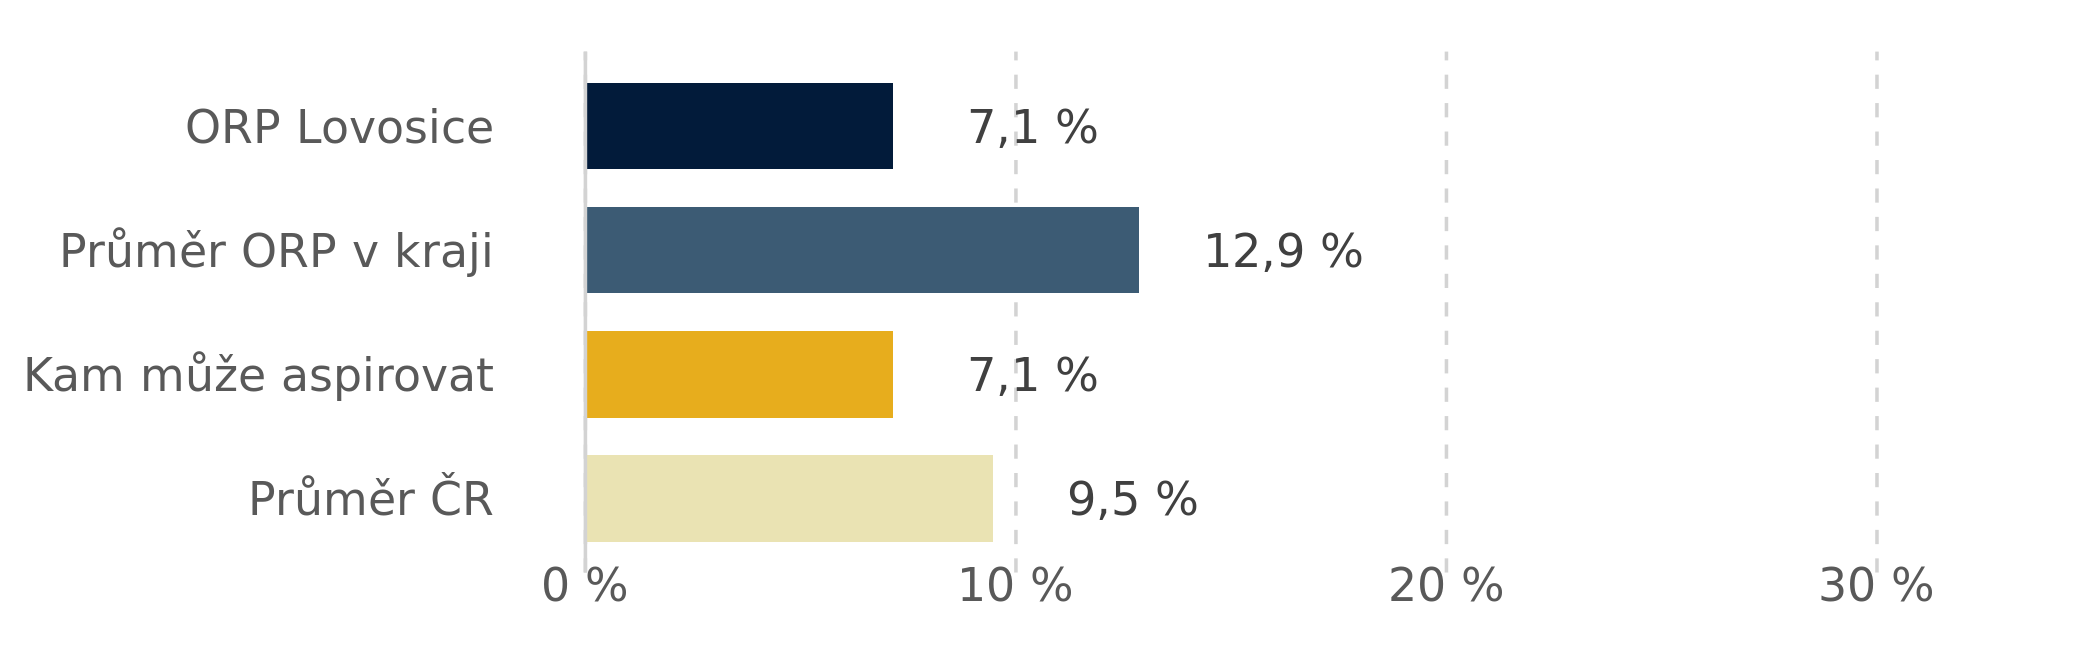 ORP Lovosice 7,1 %
Průměr ORP v kraji 12,9 %
Kam může aspirovat 7,1 %
Průměr ČR 9,5 %
0 % 10 % 20 % 30 %